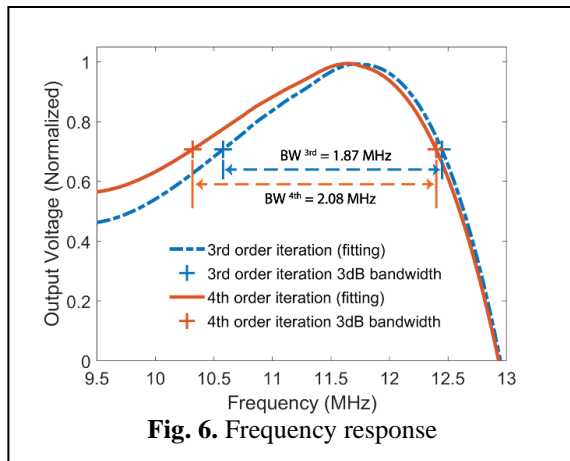 Output Voltage (Normalized)
1
0.8
0.6
0.4
0.2
0
BW 3rd = 1.87 MHz
BW 4th = 2.08 MHz
3rd order iteration (fitting)
3rd order iteration 3dB bandwidth
4th order iteration (fitting)
4th order iteration 3dB bandwidth
9.5 10 10.5 11 11.5 12 12.5 13
Frequency (MHz)
Fig. 6. Frequency response